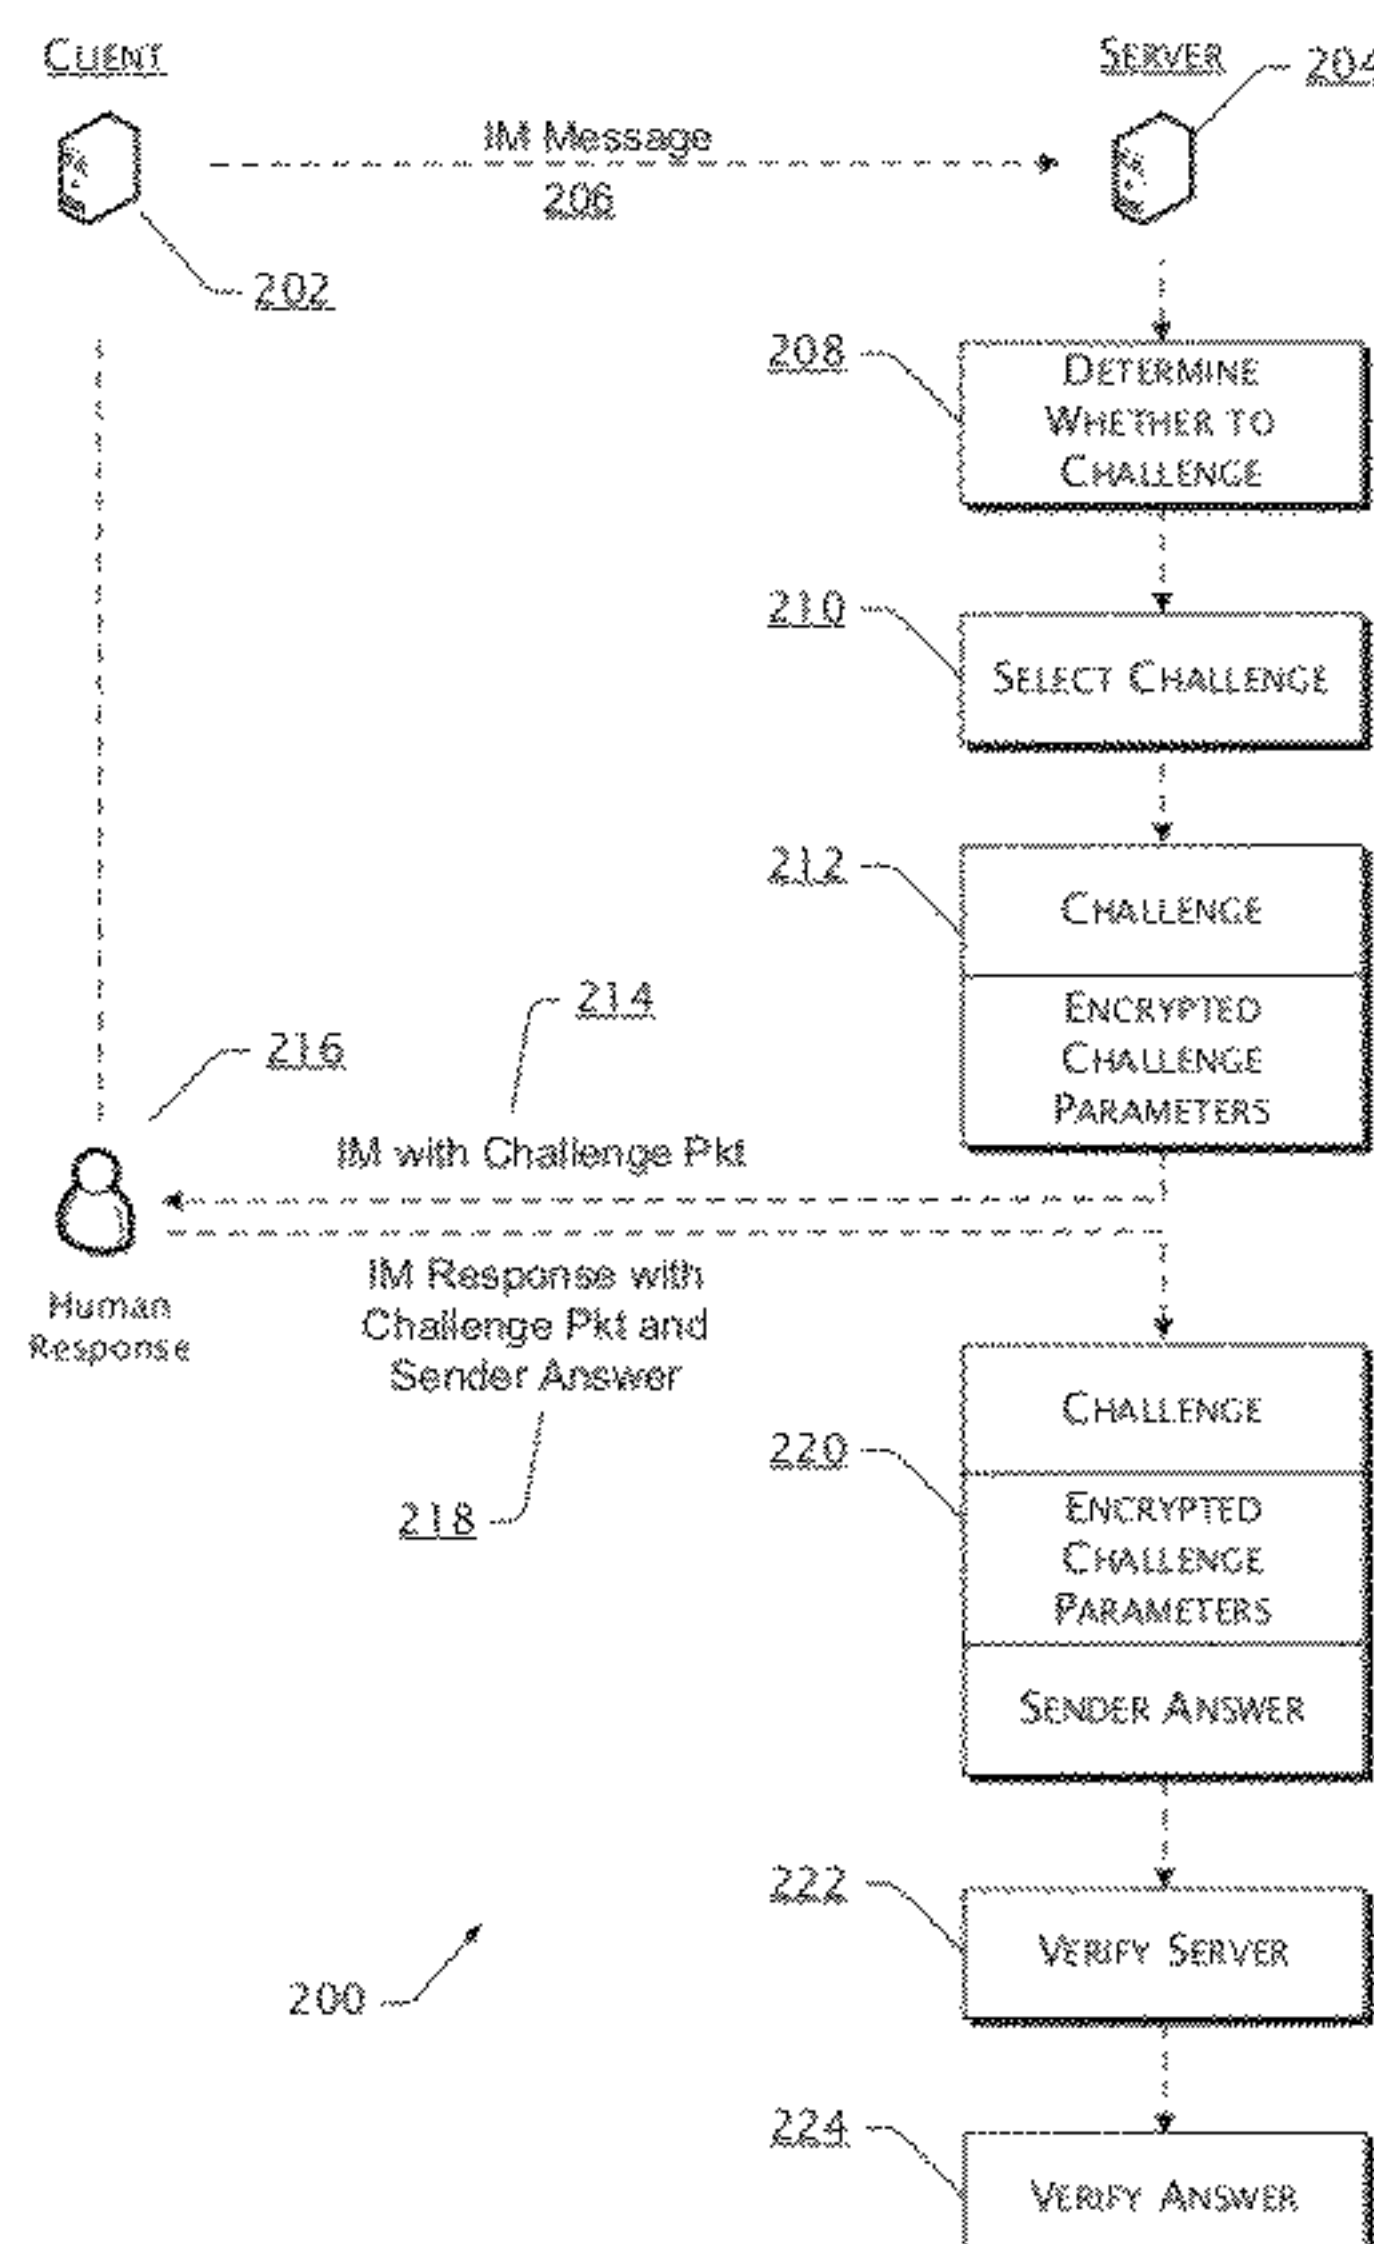 CLIENT
SERVER
204
IM Message
206
202
208
DETERMINE
WHETHER TO
CHALLENGE
210
SELECT CHALLENGE
212
CHALLENGE
ENCRYPTED
CHALLENGE
PARAMETERS
214
216
IM with Challenge Pkt
Human
Response
IM Response with
Challenge Pkt and
Sender Answer
218
220
CHALLENGE
ENCRYPTED
CHALLENGE
PARAMETERS
SENDER ANSWER
222
VERIFY SERVER
200
224
VERIFY ANSWER